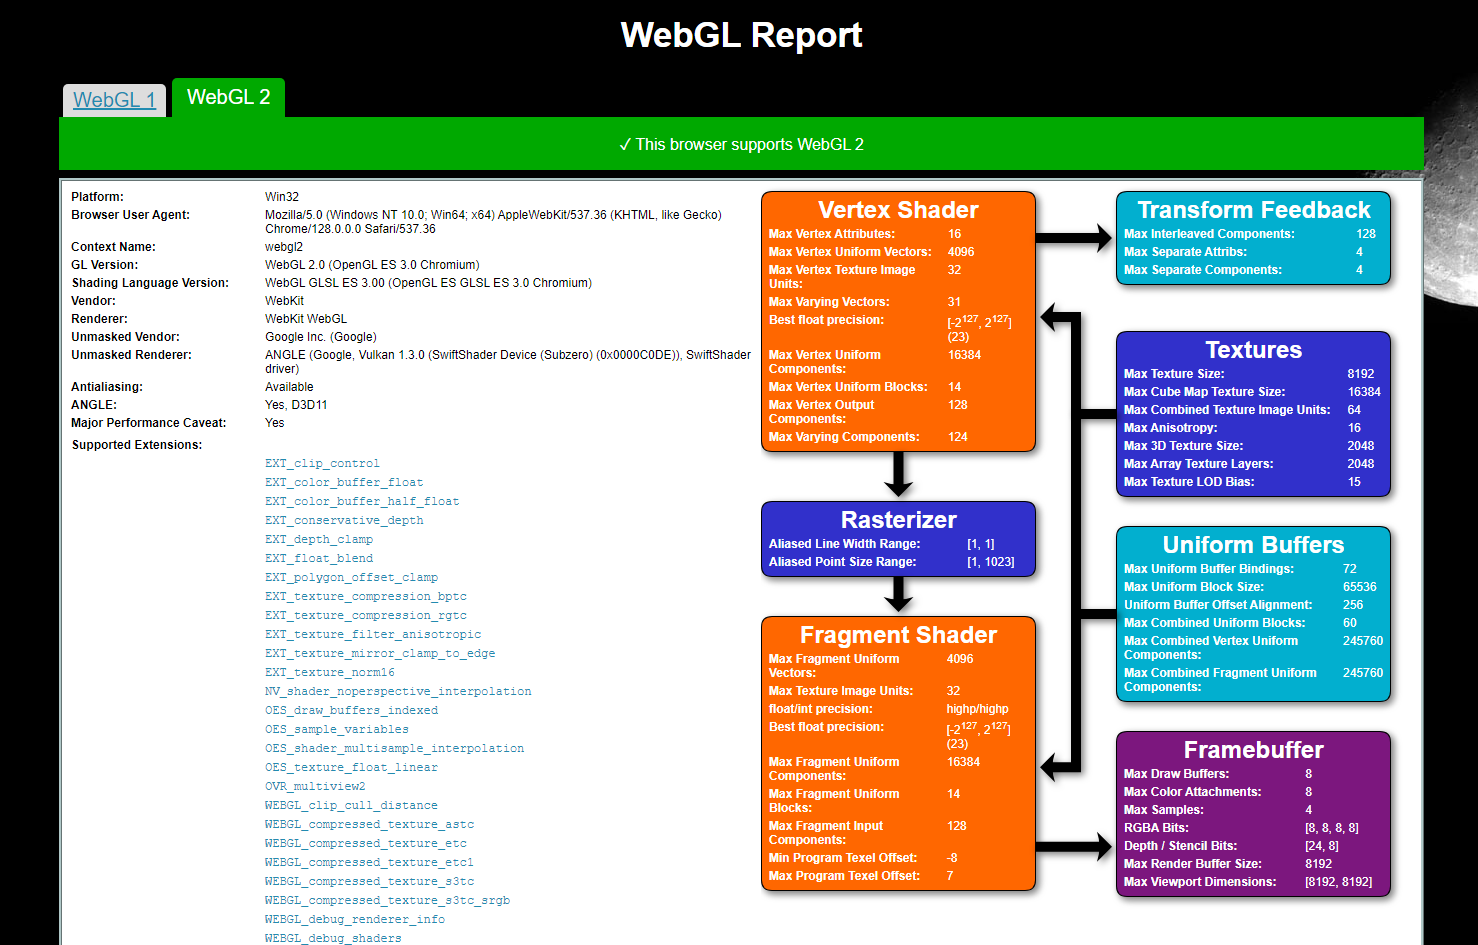 WebGL Report
WebGL 1
WebGL 2
✓ This browser supports WebGL 2
Platform: Win32
Browser User Agent: Mozilla/5.0 (Windows NT 10.0; Win64; x64) AppleWebKit/537.36 (KHTML, like Gecko)
Chrome/128.0.0.0 Safari/537.36
Context Name: webgl2
GL Version: WebGL 2.0 (OpenGL ES 3.0 Chromium)
Shading Language Version: WebGL GLSL ES 3.00 (OpenGL ES GLSL ES 3.0 Chromium)
Vendor: WebKit
Renderer: WebKit WebGL
Unmasked Vendor: Google Inc. (Google)
Unmasked Renderer: ANGLE (Google, Vulkan 1.3.0 (SwiftShader Device (Subzero) (0x0000C0DE)), SwiftShader
driver)
Antialiasing: Available
ANGLE: Yes, D3D11
Major Performance Caveat: Yes
Supported Extensions:
EXT_clip_control
EXT_color_buffer_float
EXT_color_buffer_half_float
EXT_conservative_depth
EXT_depth_clamp
EXT_float_blend
EXT_polygon_offset_clamp
EXT_texture_compression_bptc
EXT_texture_compression_rgtc
EXT_texture_filter_anisotropic
EXT_texture_mirror_clamp_to_edge
EXT_texture_norm16
NV_shader_noperspective_interpolation
OES_draw_buffers_indexed
OES_sample_variables
OES_shader_multisample_interpolation
OES_texture_float_linear
OVR_multiview2
WEBGL_clip_cull_distance
WEBGL_compressed_texture_astc
WEBGL_compressed_texture_etc
WEBGL_compressed_texture_etc1
WEBGL_compressed_texture_s3tc
WEBGL_compressed_texture_s3tc_srgb
WEBGL_debug_renderer_info
WEBGL_debug_shaders
Vertex Shader
Max Vertex Attributes: 16
Max Vertex Uniform Vectors: 4096
Max Vertex Texture Image 32
Units:
Max Varying Vectors: 31
Best float precision: [-2^127, 2^127]
(23)
Max Vertex Uniform 16384
Components:
Max Vertex Uniform Blocks: 14
Max Vertex Output 128
Components:
Max Varying Components: 124
Rasterizer
Aliased Line Width Range: [1, 1]
Aliased Point Size Range: [1, 1023]
Fragment Shader
Max Fragment Uniform 4096
Vectors:
Max Texture Image Units: 32
float/int precision: highp/highp
Best float precision: [-2^127, 2^127]
(23)
Max Fragment Uniform 16384
Components:
Max Fragment Uniform 14
Blocks:
Max Fragment Input 128
Components:
Min Program Texel Offset: -8
Max Program Texel Offset: 7
Transform Feedback
Max Interleaved Components: 128
Max Separate Attribs: 4
Max Separate Components: 4
Textures
Max Texture Size: 8192
Max Cube Map Texture Size: 16384
Max Combined Texture Image Units: 64
Max Anisotropy: 16
Max 3D Texture Size: 2048
Max Array Texture Layers: 2048
Max Texture LOD Bias: 15
Uniform Buffers
Max Uniform Buffer Bindings: 72
Max Uniform Block Size: 65536
Uniform Buffer Offset Alignment: 256
Max Combined Uniform Blocks: 60
Max Combined Vertex Uniform 245760
Components:
Max Combined Fragment Uniform 245760
Components:
Framebuffer
Max Draw Buffers: 8
Max Color Attachments: 8
Max Samples: 4
RGBA Bits: [8, 8, 8, 8]
Depth / Stencil Bits: [24, 8]
Max Render Buffer Size: 8192
Max Viewport Dimensions: [8192, 8192]